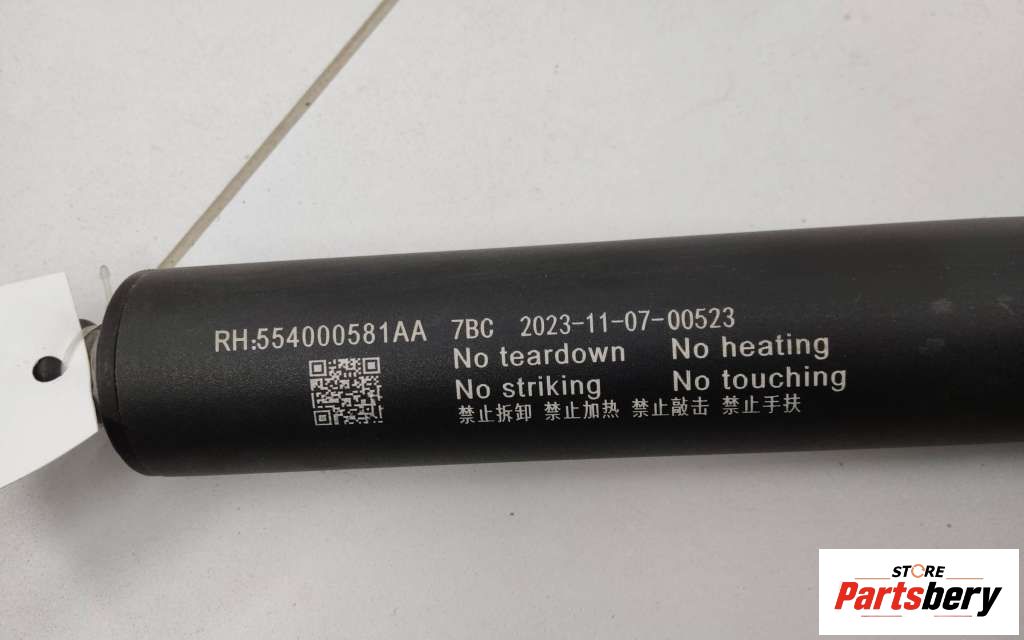 RH:554000581AA 7BC 2023-11-07-00523
No teardown No heating
No striking No touching
禁止拆卸 禁止加热 禁止敲击 禁止手扶
STORE
Partsbery